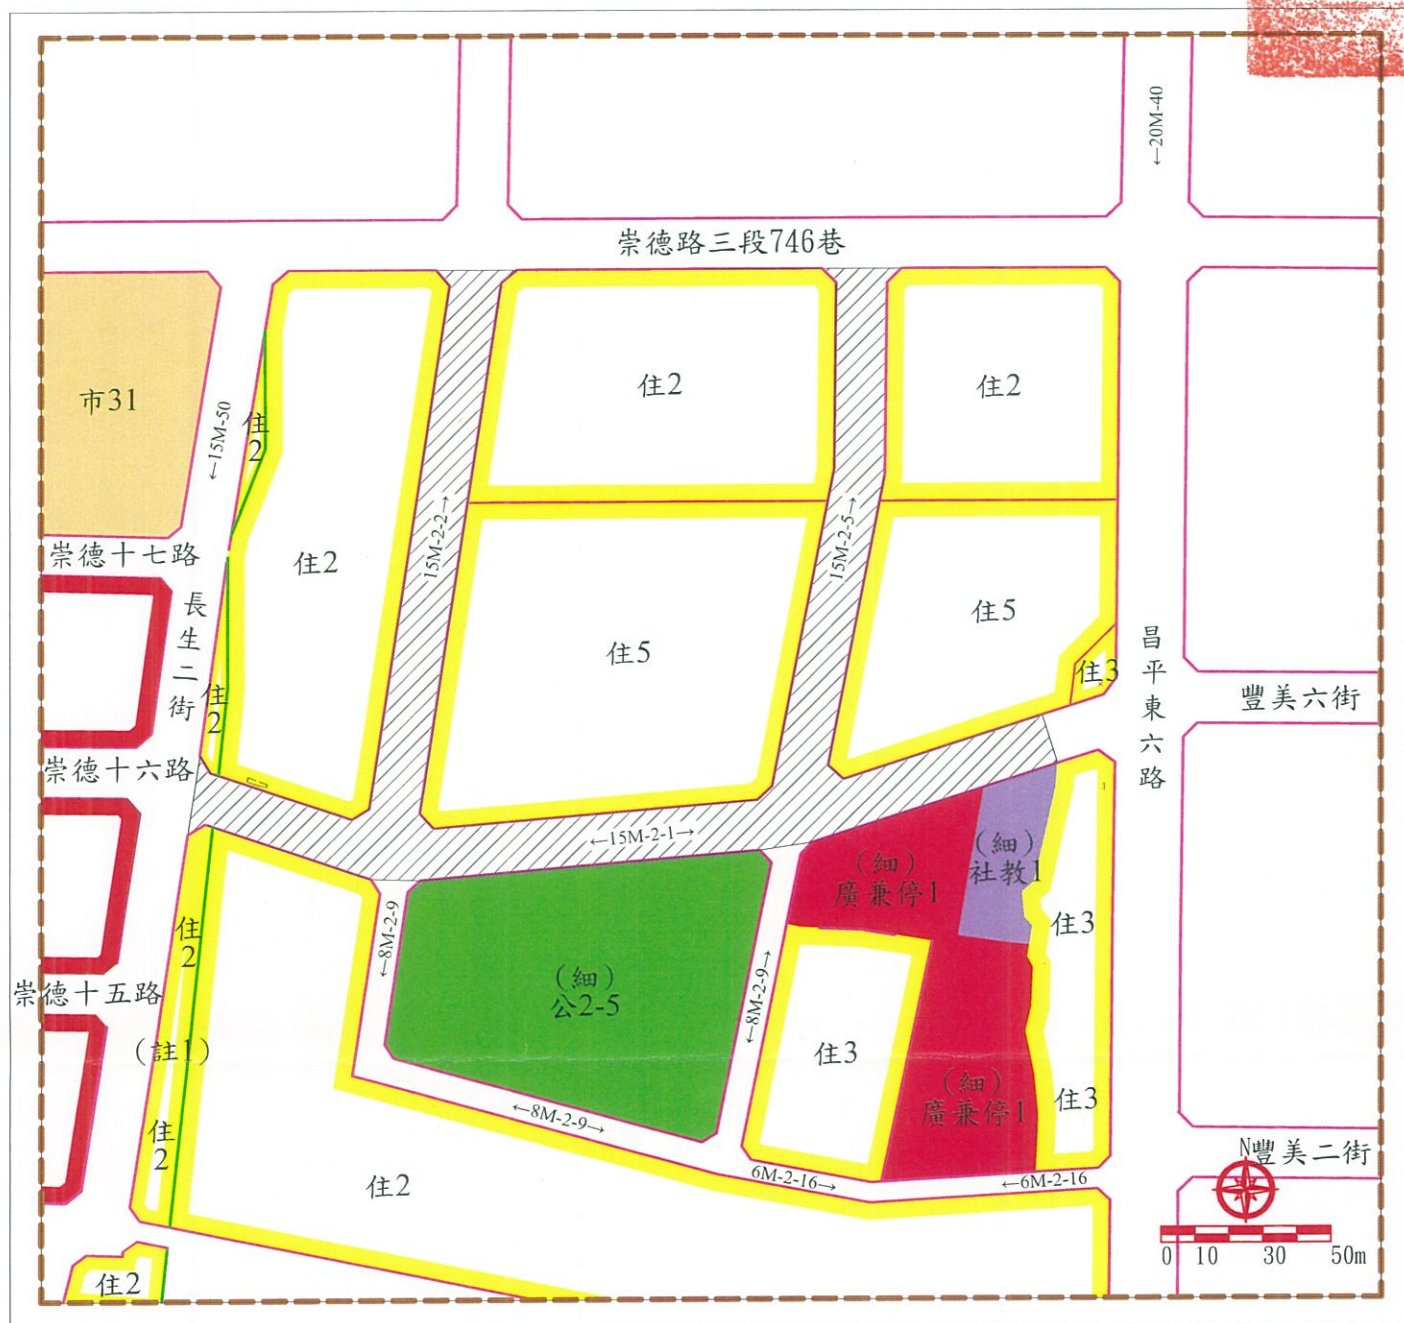 ←20M-40
崇德路三段746巷
市31
←15M-50
住2
住2
住2
住2
15M-2-2→
15M-2-5→
崇德十七路
長生二街
住5
住5
住3
昌平東六路
豐美六街
住2
崇德十六路
←15M-2-1→
(細)
社教1
(細)
廣兼停1
住2
←8M-2-9
(細)
公2-5
←8M-2-9→
住3
崇德十五路
(註1)
住3
(細)
廣兼停1
住3
←8M-2-9→
住2
住2
6M-2-16→
←6M-2-16
N
豐美二街
0 10 30 50m
住2